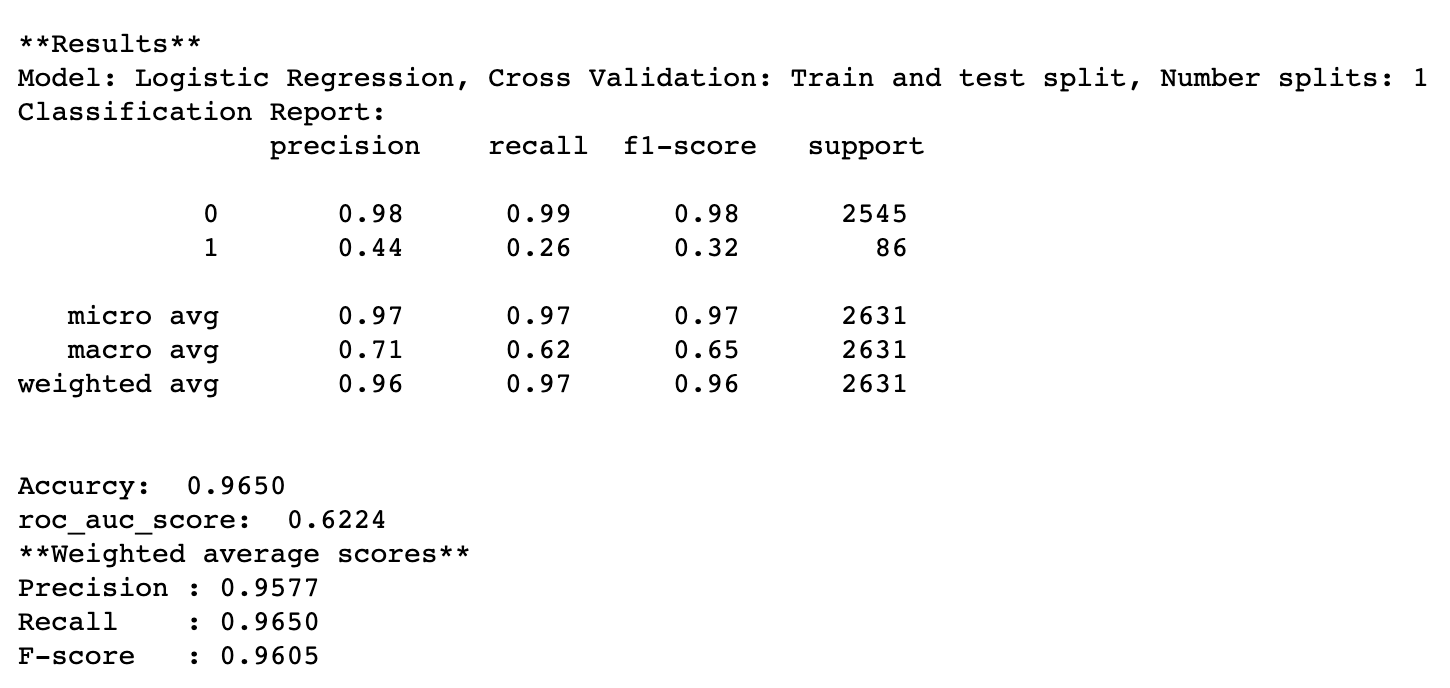 **Results**
Model: Logistic Regression, Cross Validation: Train and test split, Number splits: 1
Classification Report:
precision recall f1-score support
0 0.98 0.99 0.98 2545
1 0.44 0.26 0.32 86
micro avg 0.97 0.97 0.97 2631
macro avg 0.71 0.62 0.65 2631
weighted avg 0.96 0.97 0.96 2631
Accurcy: 0.9650
roc_auc_score: 0.6224
**Weighted average scores**
Precision : 0.9577
Recall : 0.9650
F-score : 0.9605